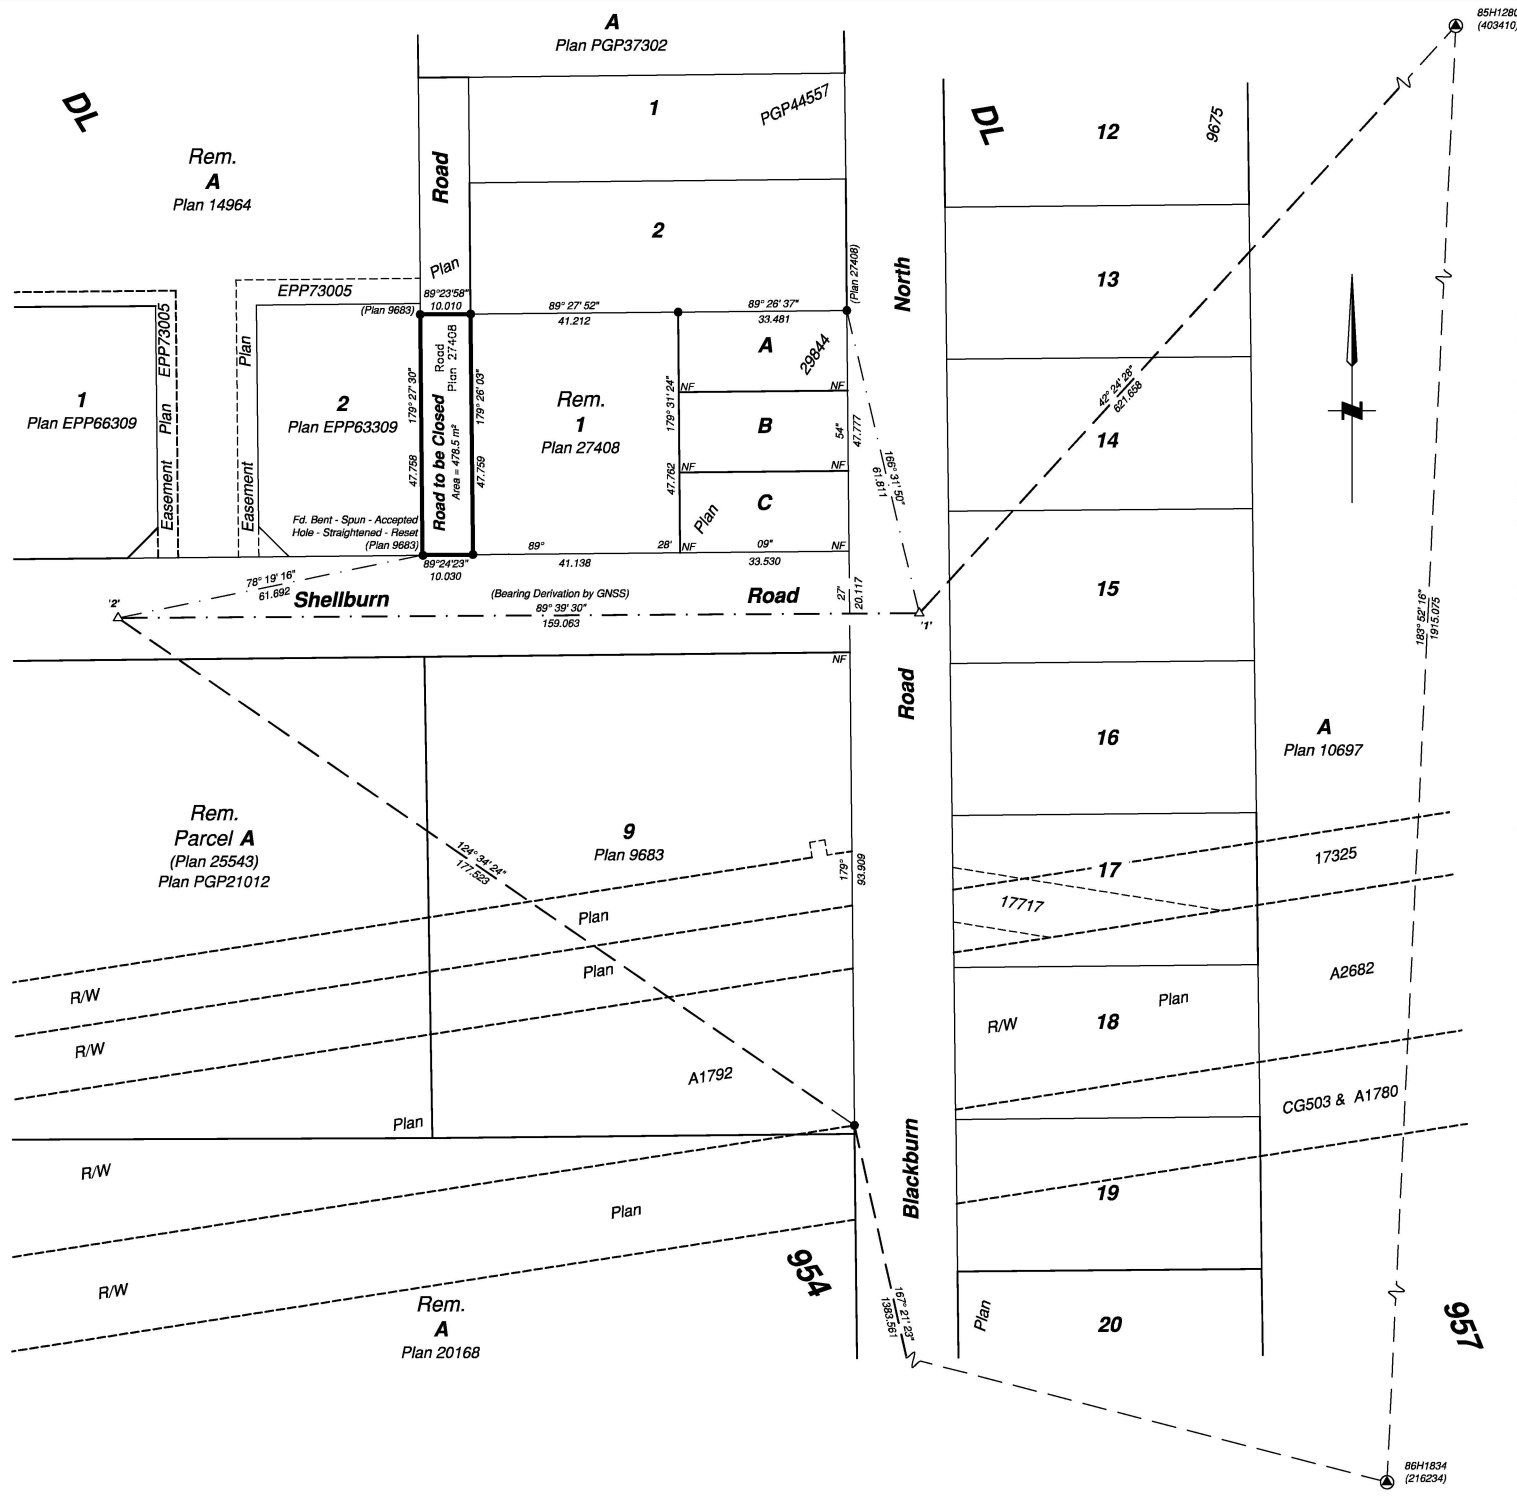 A
Plan PGP37302
85H1280
(403410)
DL
Rem.
A
Plan 14964
Road
1
PGP44557
DL
12
9675
2
Plan
North
13
(Plan 27408)
EPP73005
(Plan 9683)
89°23'58"
10.010
89° 27' 52"
41.212
89° 26' 37"
33.481
1
Plan EPP66309
Easement Plan EPP73005
Easement Plan
2
Plan EPP63309
179° 27' 30"
47.758
Road to be Closed
Area = 478.5 m²
Road
Plan 27408
179° 26' 03"
47.759
Rem.
1
Plan 27408
179° 31' 24"
47.762
A
29844
NF
NF
B
NF
NF
C
Plan
NF
NF
54"
47.777
166° 31' 50"
61.811
42° 24' 28"
621.658
14
Fd. Bent - Spun - Accepted
Hole - Straightened - Reset
(Plan 9683)
89°24'23"
10.030
89° 28' 09"
41.138
33.530
78° 19' 16"
61.692
'2'
Shellburn Road
(Bearing Derivation by GNSS)
89° 39' 30"
159.063
27"
20.117
'1'
15
183° 52' 16"
1915.075
NF
Road
16
A
Plan 10697
Rem.
Parcel A
(Plan 25543)
Plan PGP21012
124° 34' 24"
177.523
9
Plan 9683
179°
93.909
17
17325
17717
Plan
Plan
R/W
R/W
A2682
R/W
18
Plan
A1792
CG503 & A1780
Plan
R/W
Plan
Blackburn
19
R/W
954
Rem.
A
Plan 20168
167° 21' 23"
1383.561
Plan
20
957
86H1834
(216234)